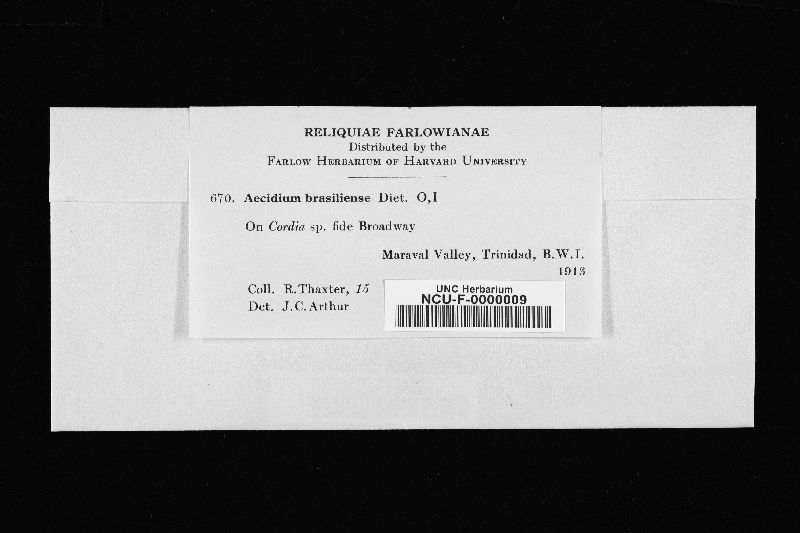 RELIQUIAE FARLOWIANAE
Distributed by the
FARLOW HERBARIUM OF HARVARD UNIVERSITY
670. Aecidium brasiliense Diet. O,I
On Cordia sp. fide Broadway
Maraval Valley, Trinidad, B.W.I.
1913
Coll. R. Thaxter, 15
Det. J. C. Arthur
UNC Herbarium
NCU-F-0000009